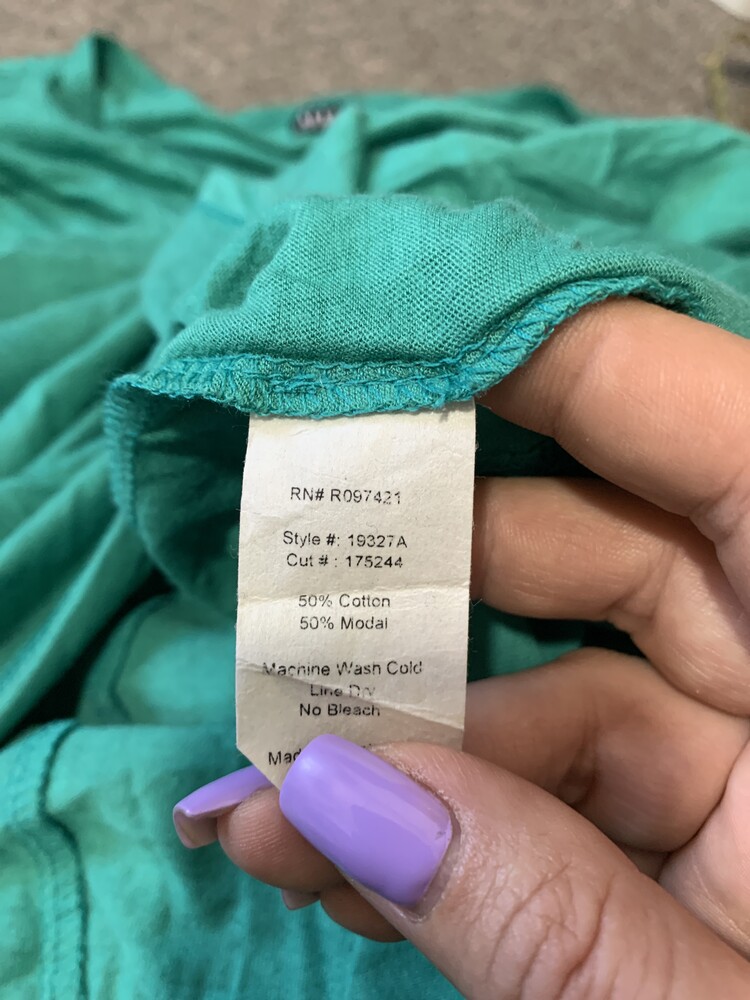 RN# R097421
Style #: 19327A
Cut # : 175244
50% Cotton
50% Modal
Machine Wash Cold
Line Dry
No Bleach